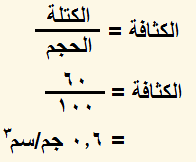 الكثافة = الكتلة / الحجم
الكثافة = ٦٠ / ١٠٠
= ٠,٦ جم/سم٣